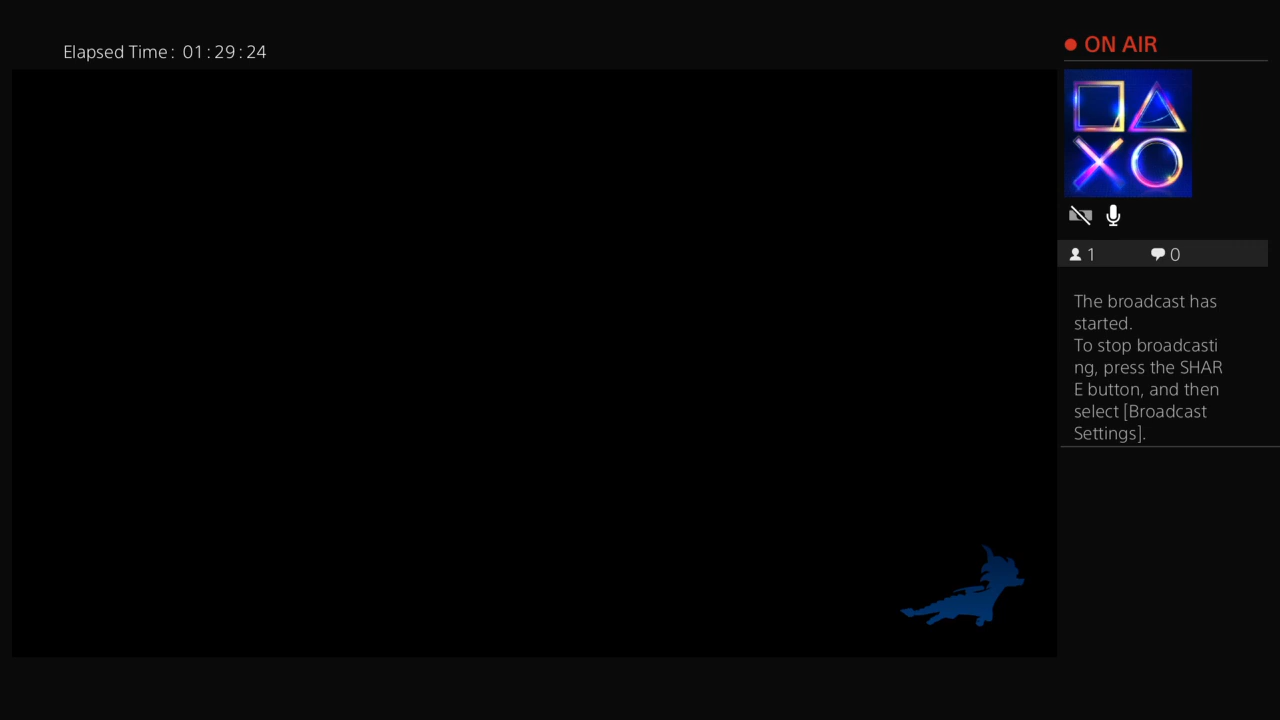 Elapsed Time: 01:29:24
ON AIR
1
0
The broadcast has
started.
To stop broadcasti
ng, press the SHAR
E button, and then
select [Broadcast
Settings].